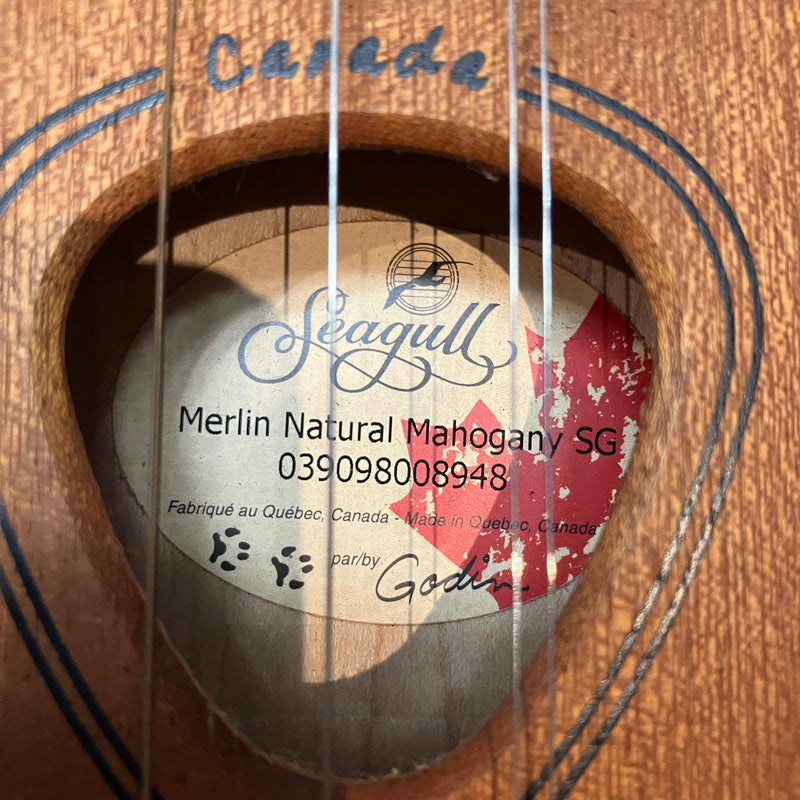 Canada
Seagull
Merlin Natural Mahogany SG
039098008948
Fabriqué au Québec, Canada - Made in Quebec, Canada
par/by Godin